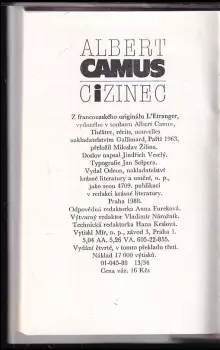 ALBERT
CAMUS
CiZINEC
Z francouzského originálu L'Etranger,
vydaného v souboru Albert Camus,
Théâtre, récits, nouvelles
nakladatelstvím Gallimard, Paříž 1963,
přeložil Miloslav Žilina.
Doslov napsal Jindřich Veselý.
Typografie Jan Solpera.
Vydal Odeon, nakladatelství
krásné literatury a umění, n. p.,
jako svou 4709. publikaci
v redakci krásné literatury.
Praha 1988.
Odpovědná redaktorka Anna Fureková.
Výtvarný redaktor Vladimír Nárožník.
Technická redaktorka Hana Keslová.
Vytiskl Mír, n. p., závod 3, Praha 1.
5,04 AA, 5,26 VA. 605-22-855.
Vydání čtvrté, v tomto překladu třetí.
Náklad 17 000 výtisků.
01-045-88 13/34
Cena váz. 16 Kčs